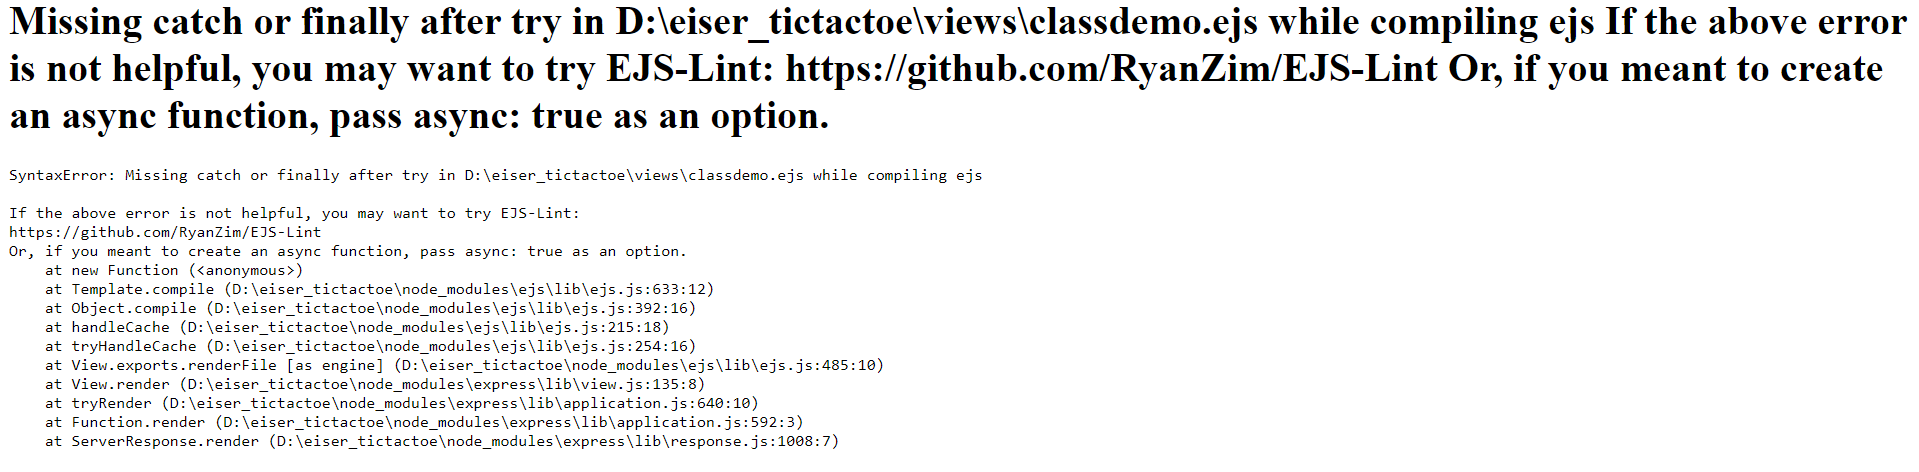 Missing catch or finally after try in D:\eiser_tictactoe\views\classdemo.ejs while compiling ejs If the above error
is not helpful, you may want to try EJS-Lint: https://github.com/RyanZim/EJS-Lint Or, if you meant to create
an async function, pass async: true as an option.
SyntaxError: Missing catch or finally after try in D:\eiser_tictactoe\views\classdemo.ejs while compiling ejs
If the above error is not helpful, you may want to try EJS-Lint:
https://github.com/RyanZim/EJS-Lint
Or, if you meant to create an async function, pass async: true as an option.
    at new Function (<anonymous>)
    at Template.compile (D:\eiser_tictactoe\node_modules\ejs\lib\ejs.js:633:12)
    at Object.compile (D:\eiser_tictactoe\node_modules\ejs\lib\ejs.js:392:16)
    at handleCache (D:\eiser_tictactoe\node_modules\ejs\lib\ejs.js:215:18)
    at tryHandleCache (D:\eiser_tictactoe\node_modules\ejs\lib\ejs.js:254:16)
    at View.exports.renderFile [as engine] (D:\eiser_tictactoe\node_modules\ejs\lib\ejs.js:485:10)
    at View.render (D:\eiser_tictactoe\node_modules\express\lib\view.js:135:8)
    at tryRender (D:\eiser_tictactoe\node_modules\express\lib\application.js:640:10)
    at Function.render (D:\eiser_tictactoe\node_modules\express\lib\application.js:592:3)
    at ServerResponse.render (D:\eiser_tictactoe\node_modules\express\lib\response.js:1008:7)